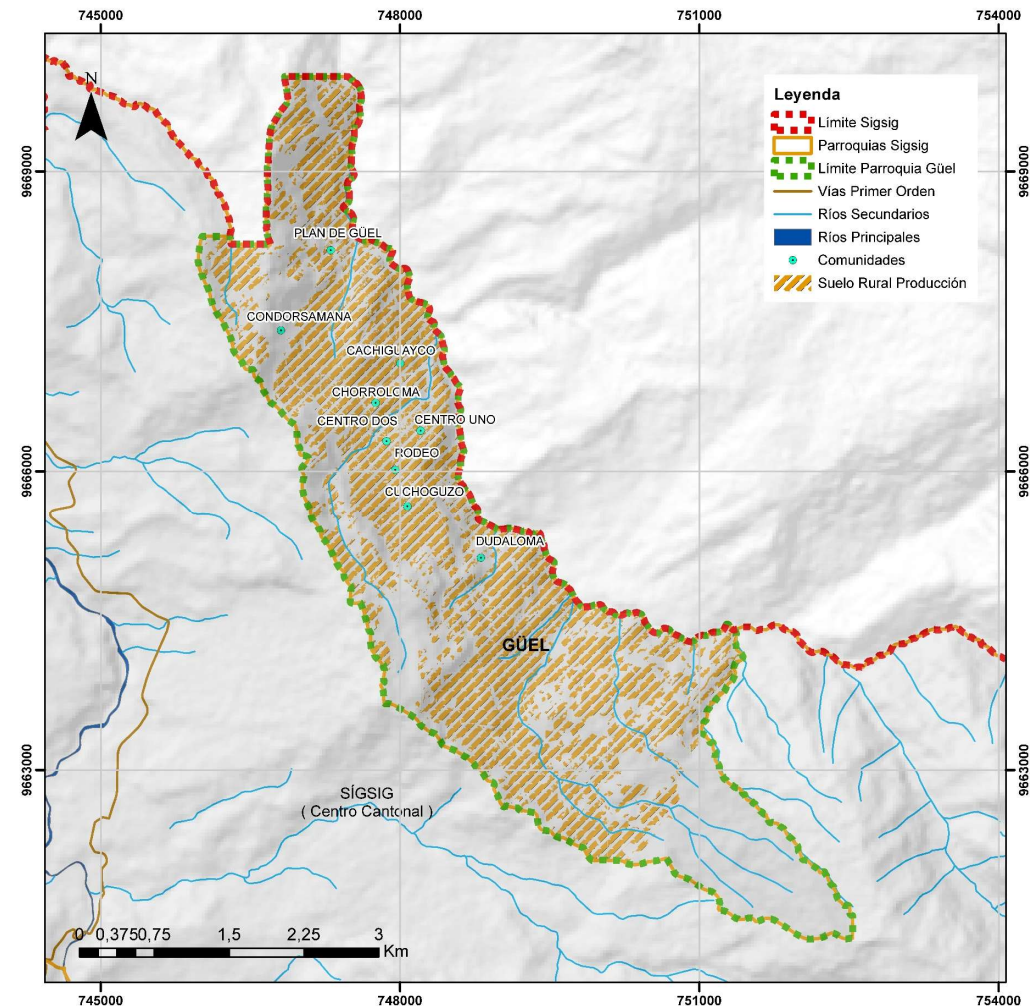 745000
748000
751000
754000
N
Leyenda
Límite Sigsig
Parroquias Sigsig
Límite Parroquia Güel
Vías Primer Orden
Ríos Secundarios
Ríos Principales
Comunidades
Suelo Rural Producción
9669000
9669000
PLAN DE GÜEL
CONDORSAMANA
CACHIGUAYCO
CHORROLOMA
CENTRO DOS
CENTRO UNO
RODEO
9666000
9666000
CUCHOGUZO
DUDALOMA
GÜEL
9663000
9663000
SÍGSIG
( Centro Cantonal )
0 0,3750,75 1,5 2,25 3
Km
745000
748000
751000
754000